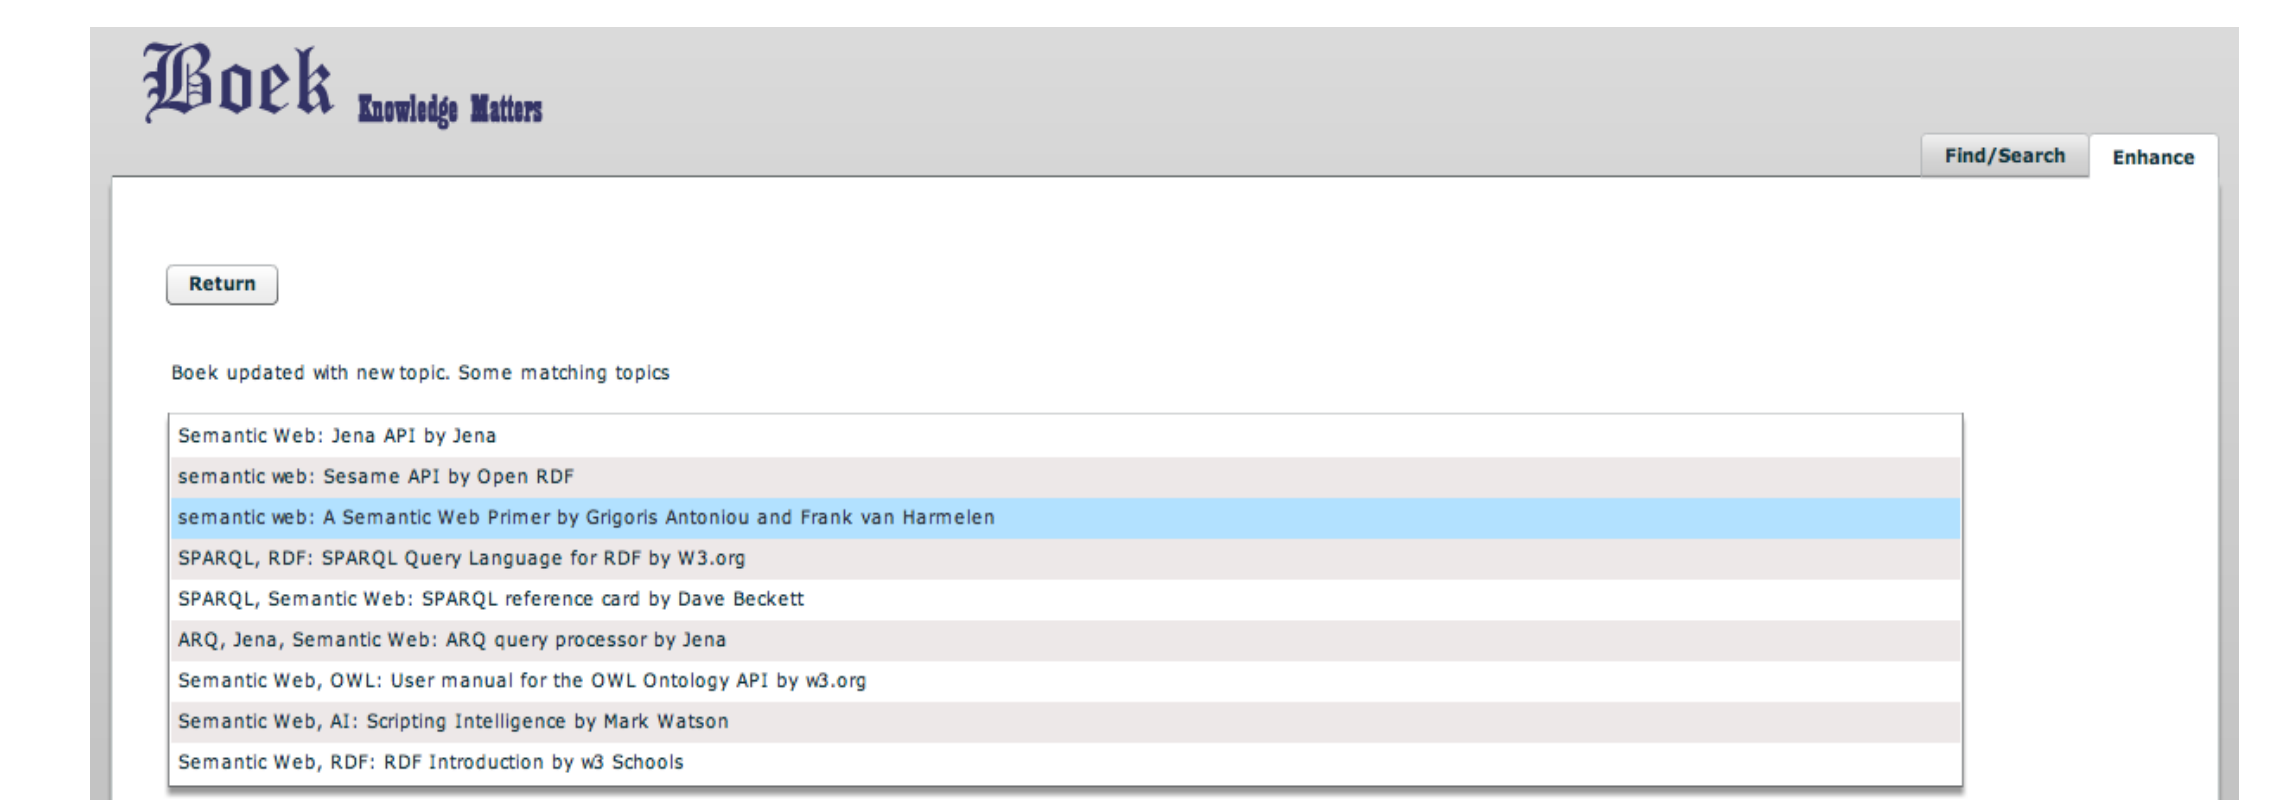 Boek Knowledge Matters
Find/Search Enhance
Return
Boek updated with new topic. Some matching topics
Semantic Web: Jena API by Jena
semantic web: Sesame API by Open RDF
semantic web: A Semantic Web Primer by Grigoris Antoniou and Frank van Harmelen
SPARQL, RDF: SPARQL Query Language for RDF by W3.org
SPARQL, Semantic Web: SPARQL reference card by Dave Beckett
ARQ, Jena, Semantic Web: ARQ query processor by Jena
Semantic Web, OWL: User manual for the OWL Ontology API by w3.org
Semantic Web, AI: Scripting Intelligence by Mark Watson
Semantic Web, RDF: RDF Introduction by w3 Schools